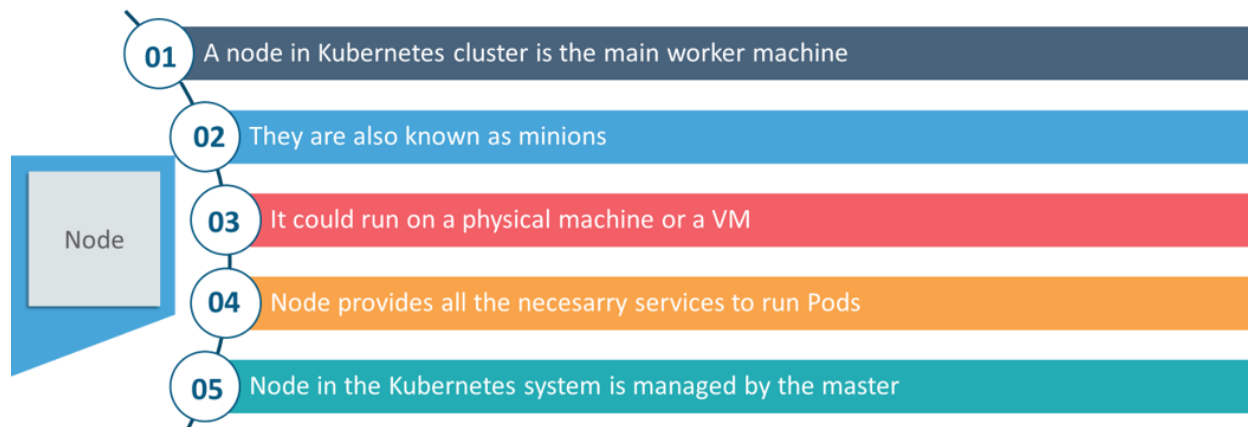 01 A node in Kubernetes cluster is the main worker machine
02 They are also known as minions
Node
03 It could run on a physical machine or a VM
04 Node provides all the necesarry services to run Pods
05 Node in the Kubernetes system is managed by the master